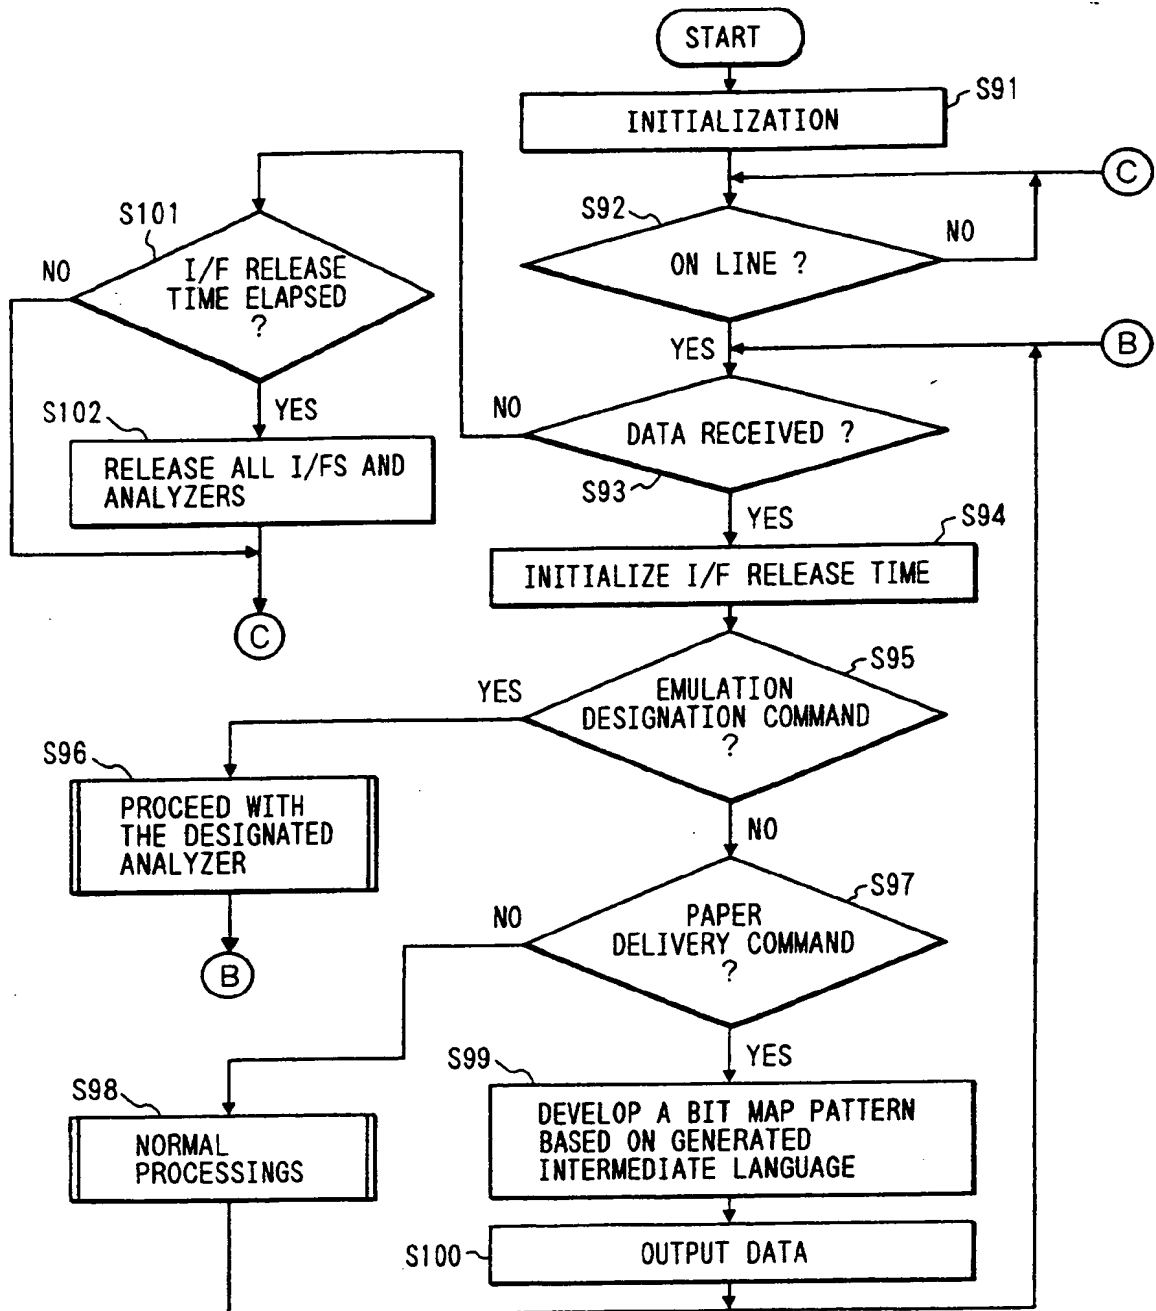 START
S91
INITIALIZATION
C
S92
ON LINE ?
NO
S101
NO
I/F RELEASE
TIME ELAPSED
?
YES
B
NO
DATA RECEIVED ?
S93
YES
S102
YES
RELEASE ALL I/FS AND
ANALYZERS
C
S94
INITIALIZE I/F RELEASE TIME
S95
YES
EMULATION
DESIGNATION COMMAND
?
NO
S96
PROCEED WITH
THE DESIGNATED
ANALYZER
B
S97
NO
PAPER
DELIVERY COMMAND
?
YES
S98
NORMAL
PROCESSINGS
S99
DEVELOP A BIT MAP PATTERN
BASED ON GENERATED
INTERMEDIATE LANGUAGE
S100
OUTPUT DATA